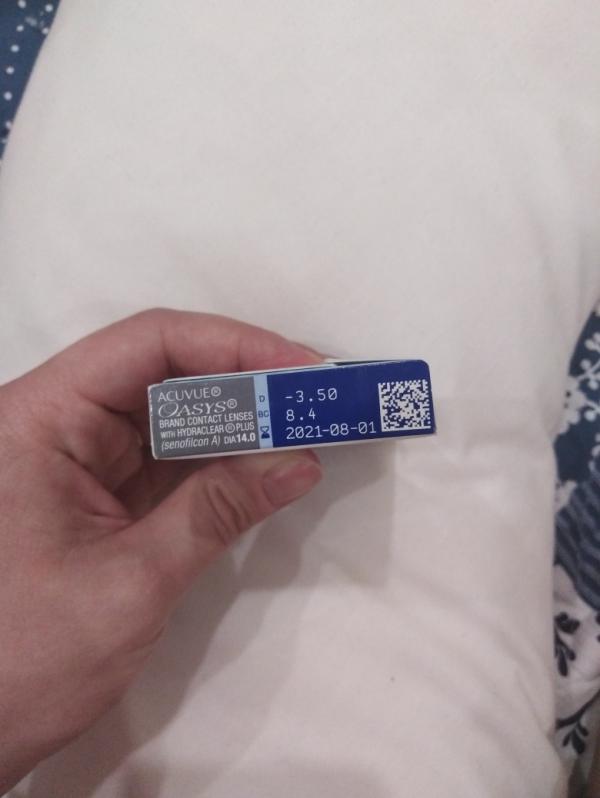 ACUVUE®
OASYS®
BRAND CONTACT LENSES
WITH HYDRACLEAR® PLUS
(senofilcon A) DIA14.0
D -3.50
BC 8.4
2021-08-01